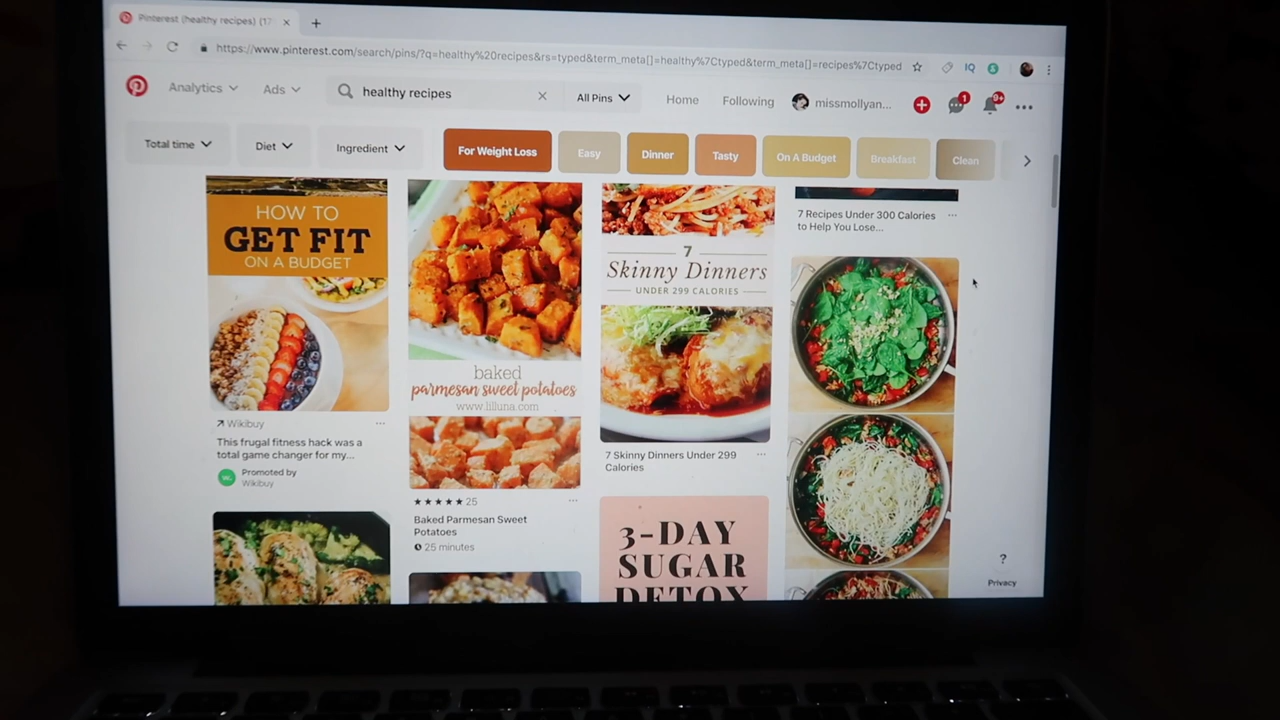 Pinterest (healthy recipes) (17
https://www.pinterest.com/search/pins/?q=healthy%20recipes&rs=typed&term_meta[]=healthy%7Ctyped&term_meta[]=recipes%7Ctyped
IQ
Analytics
Ads
healthy recipes
All Pins
Home
Following
missmollyan...
1
9+
Total time
Diet
Ingredient
For Weight Loss
Easy
Dinner
Tasty
On A Budget
Breakfast
Clean
HOW TO
GET FIT
ON A BUDGET
Wikibuy
This frugal fitness hack was a
total game changer for my...
w.
Promoted by
Wikibuy
baked
parmesan sweet potatoes
www.lilluna.com
25
Baked Parmesan Sweet
Potatoes
25 minutes
7
Skinny Dinners
UNDER 299 CALORIES
7 Skinny Dinners Under 299
Calories
3-DAY
SUGAR
DETOX
7 Recipes Under 300 Calories
to Help You Lose...
?
Privacy